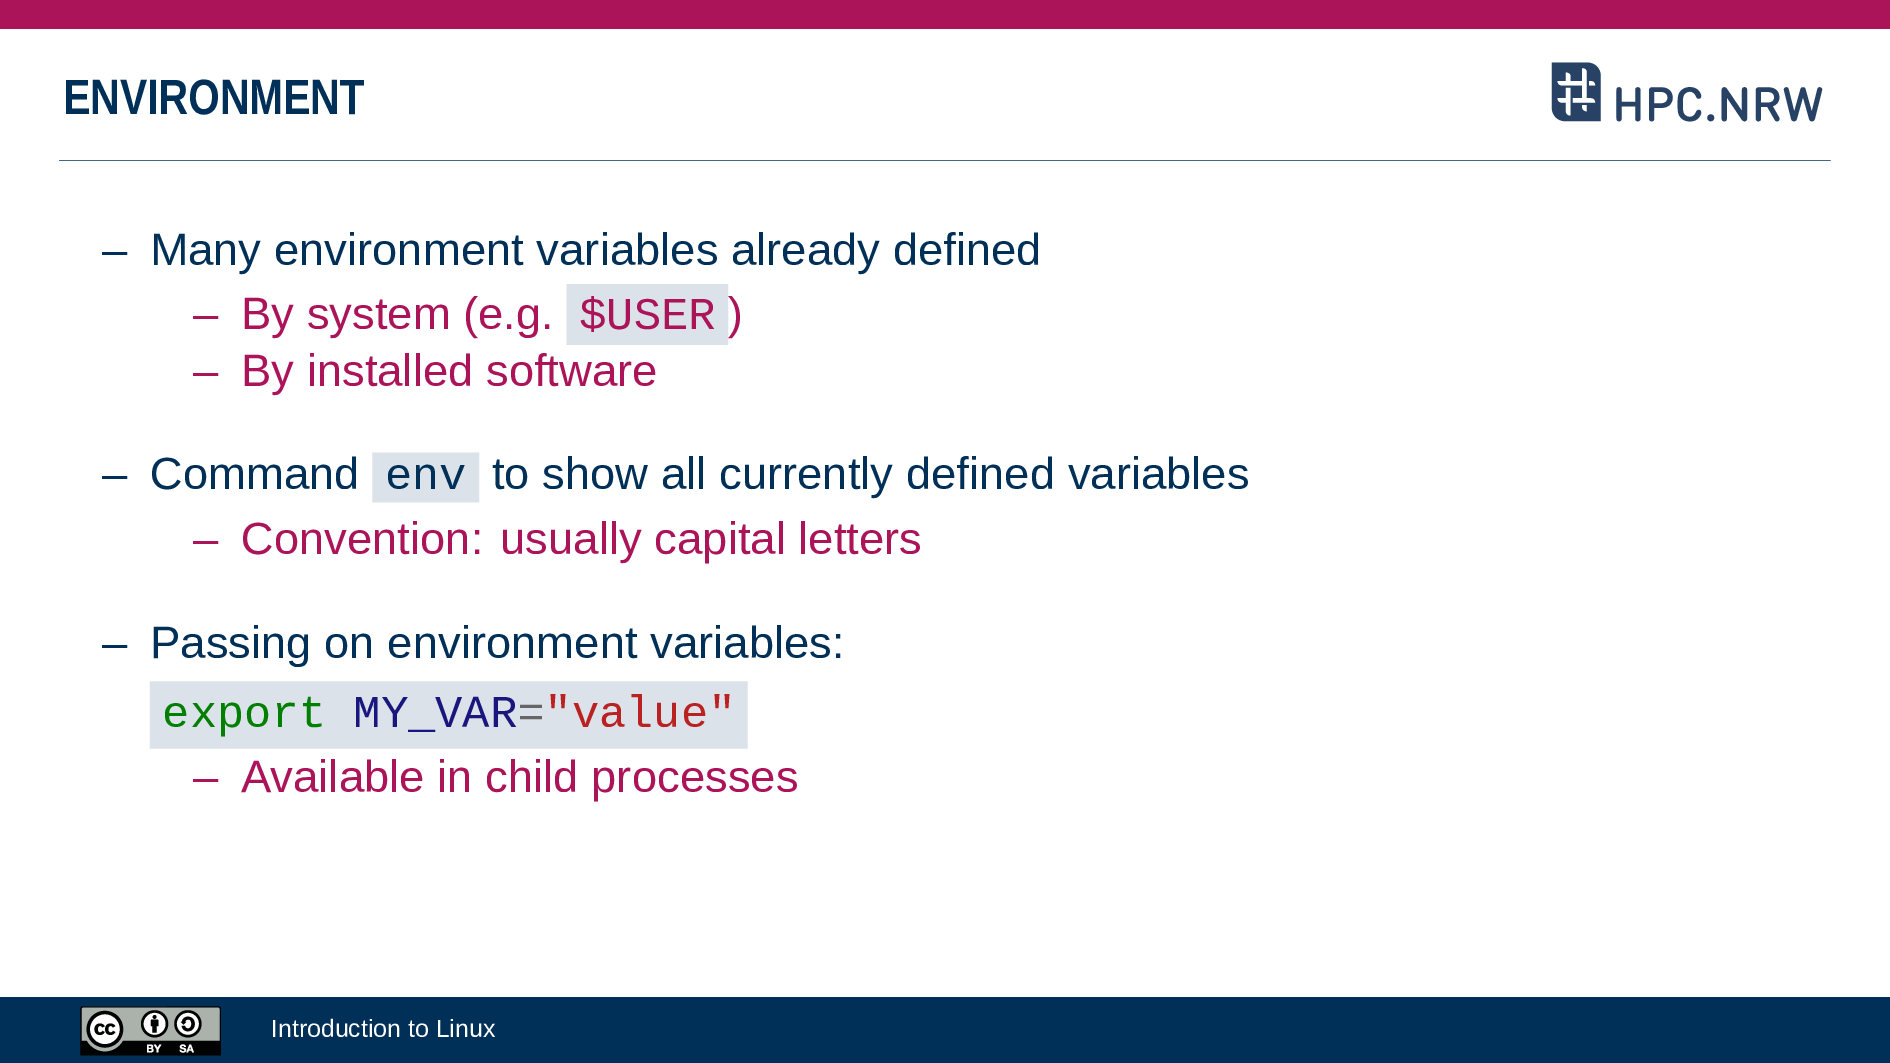 ENVIRONMENT
HPC.NRW
– Many environment variables already defined
– By system (e.g. $USER)
– By installed software
– Command env to show all currently defined variables
– Convention: usually capital letters
– Passing on environment variables:
export MY_VAR="value"
– Available in child processes
cc BY SA
Introduction to Linux